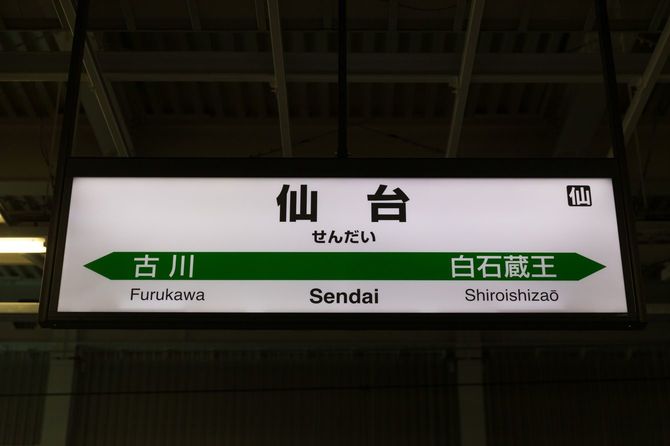 仙台
仙
せんだい
古川
白石蔵王
Furukawa
Sendai
Shiroishizaō